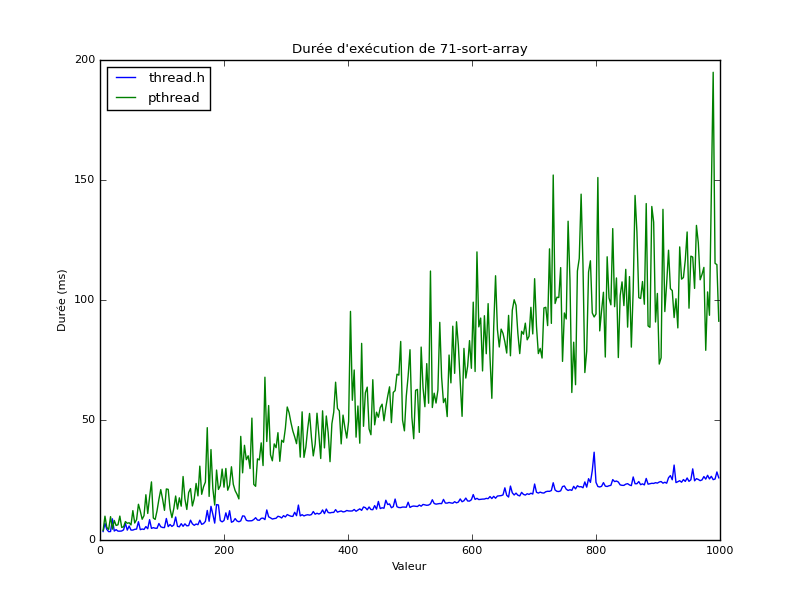 Durée d'exécution de 71-sort-array
200
thread.h
pthread
150
Durée (ms)
100
50
0
0 200 400 600 800 1000
Valeur